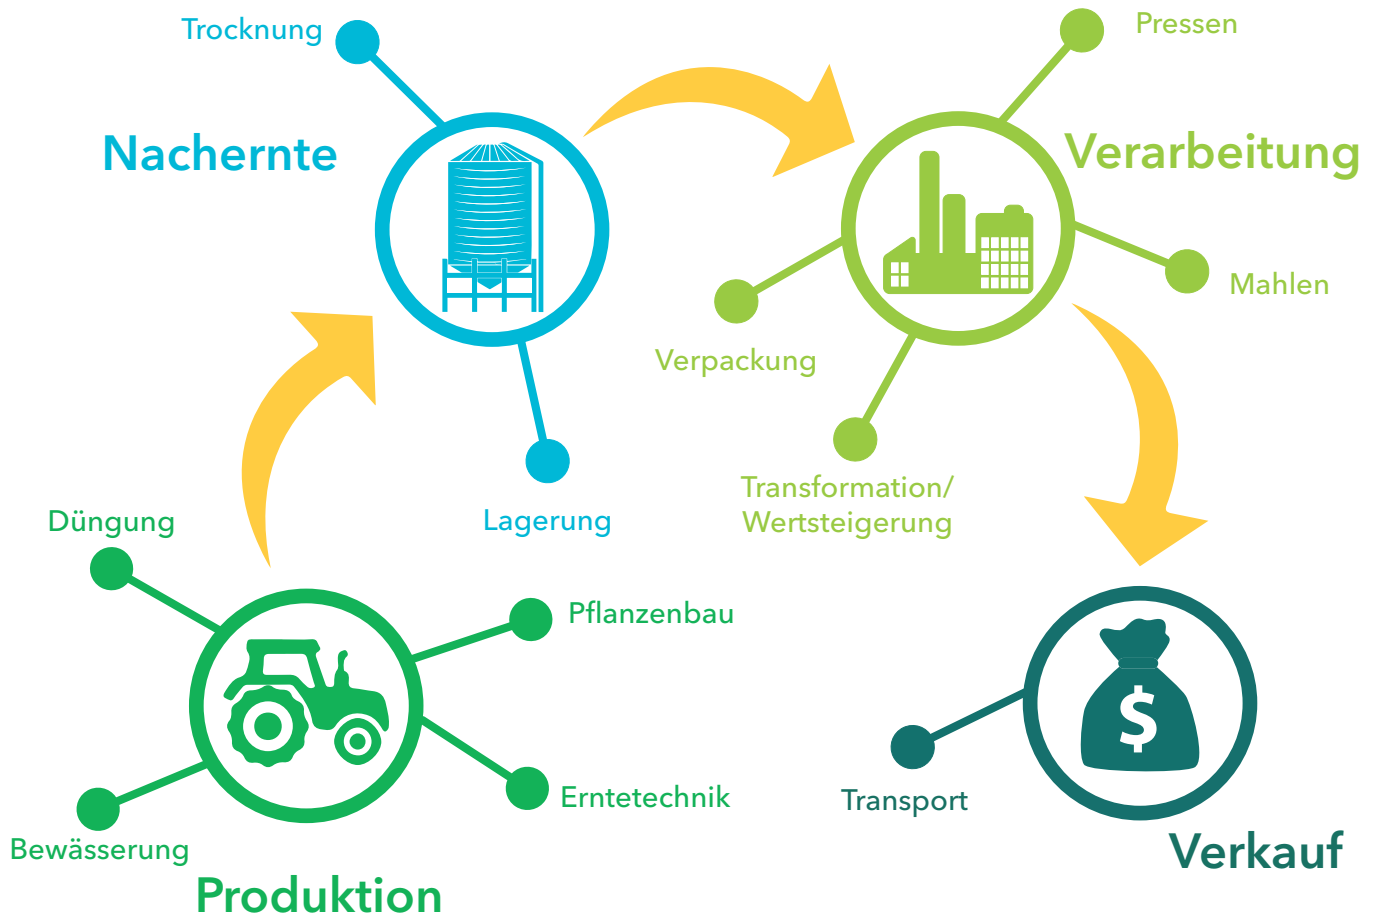 Trocknung
Nachernte
Lagerung
Pressen
Verarbeitung
Mahlen
Verpackung
Transformation/
Wertsteigerung
Düngung
Pflanzenbau
Erntetechnik
Bewässerung
Produktion
$
Transport
Verkauf